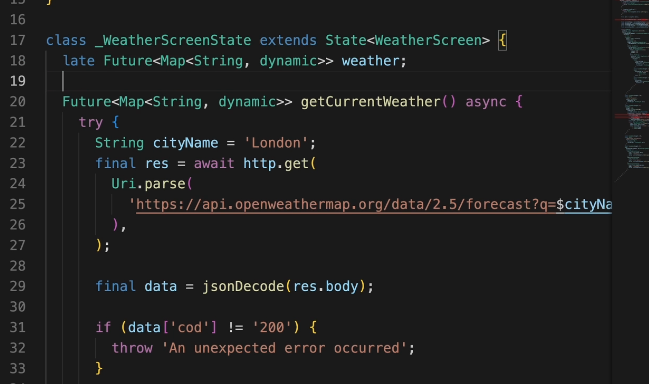 15 }
16
17 class _WeatherScreenState extends State<WeatherScreen> {
18 late Future<Map<String, dynamic>> weather;
19
20 Future<Map<String, dynamic>> getCurrentWeather() async {
21 try {
22 String cityName = 'London';
23 final res = await http.get(
24 Uri.parse(
25 'https://api.openweathermap.org/data/2.5/forecast?q=$cityNa
26 ),
27 );
28
29 final data = jsonDecode(res.body);
30
31 if (data['cod'] != '200') {
32 throw 'An unexpected error occurred';
33 }